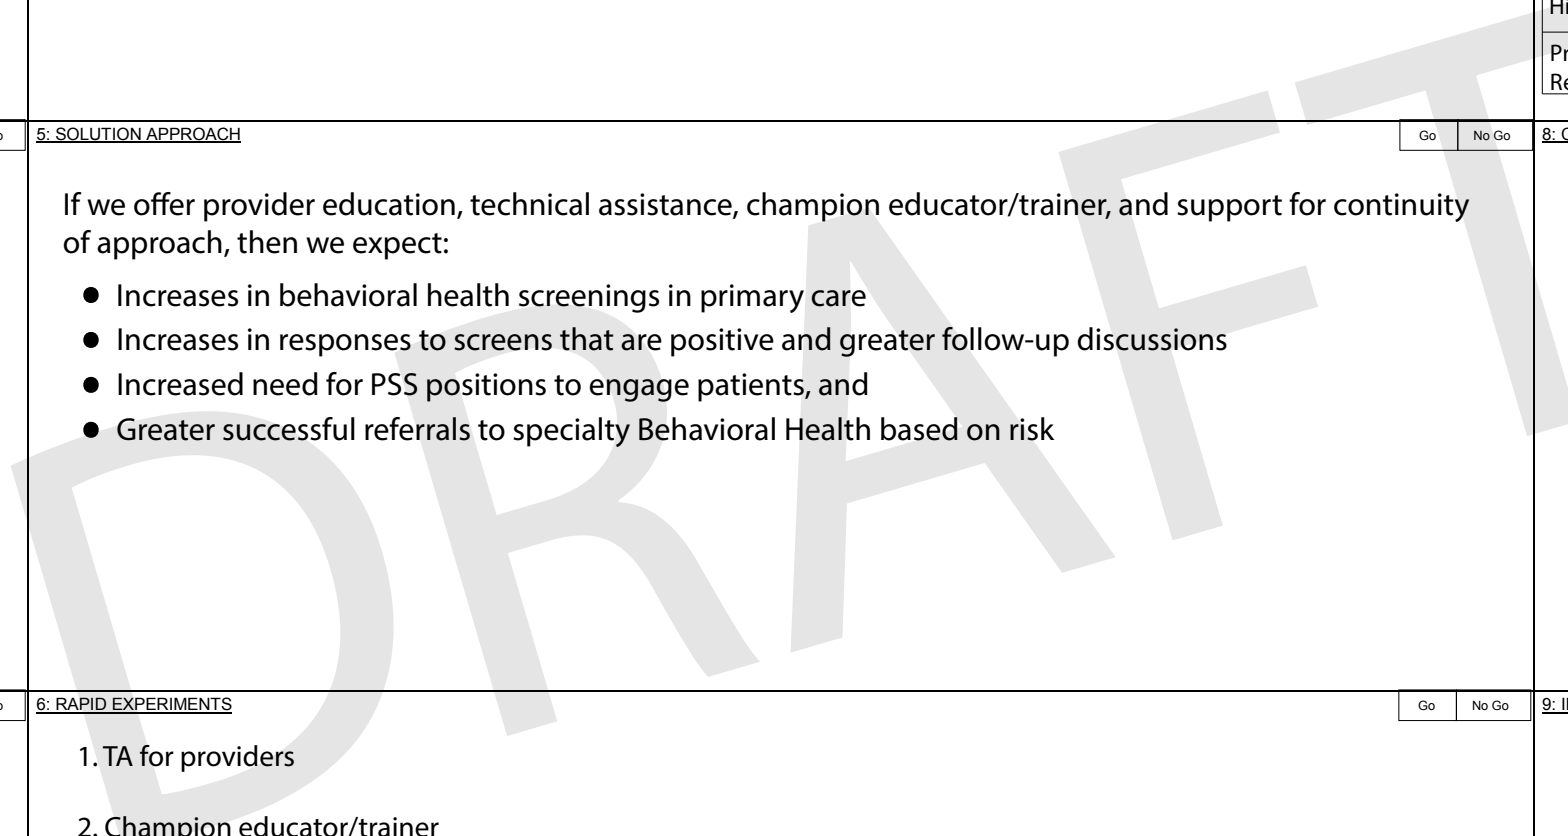 5: SOLUTION APPROACH
Go No Go
If we offer provider education, technical assistance, champion educator/trainer, and support for continuity
of approach, then we expect:
● Increases in behavioral health screenings in primary care
● Increases in responses to screens that are positive and greater follow-up discussions
● Increased need for PSS positions to engage patients, and
● Greater successful referrals to specialty Behavioral Health based on risk
6: RAPID EXPERIMENTS
Go No Go
1. TA for providers
2. Champion educator/trainer
DRAFT
8:
9: